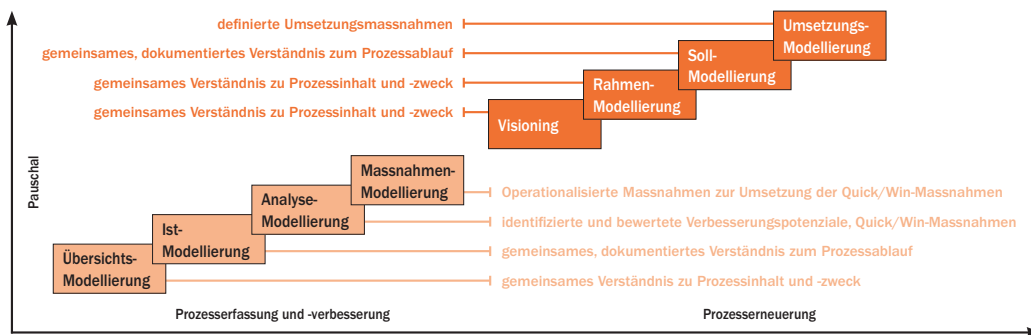 definierte Umsetzungsmassnahmen
Umsetzungs-
Modellierung
gemeinsames, dokumentiertes Verständnis zum Prozessablauf
Soll-
Modellierung
gemeinsames Verständnis zu Prozessinhalt und -zweck
Rahmen-
Modellierung
gemeinsames Verständnis zu Prozessinhalt und -zweck
Visioning
Pauschal
Massnahmen-
Modellierung
Operationalisierte Massnahmen zur Umsetzung der Quick/Win-Massnahmen
Analyse-
Modellierung
identifizierte und bewertete Verbesserungspotenziale, Quick/Win-Massnahmen
Ist-
Modellierung
gemeinsames, dokumentiertes Verständnis zum Prozessablauf
Übersichts-
Modellierung
gemeinsames Verständnis zu Prozessinhalt und -zweck
Prozesserfassung und -verbesserung
Prozesserneuerung